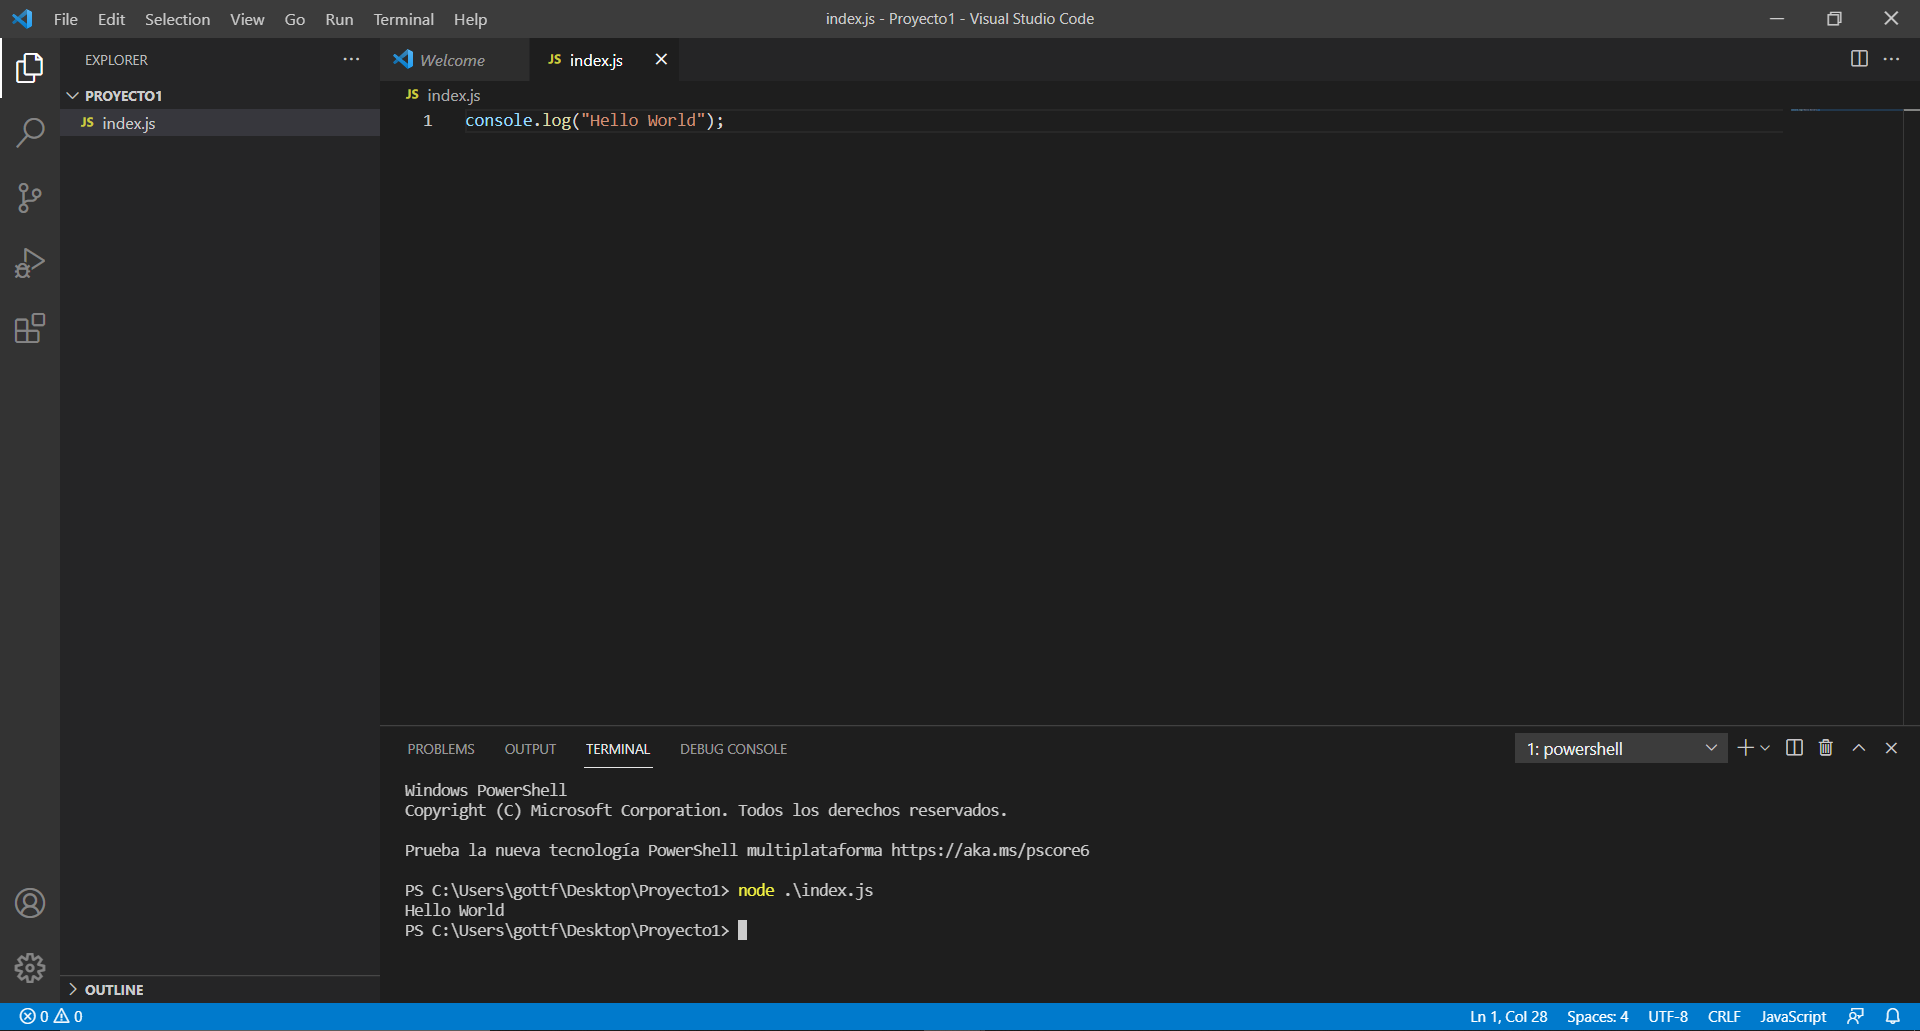 File Edit Selection View Go Run Terminal Help
index.js - Proyecto1 - Visual Studio Code
EXPLORER
PROYECTO1
JS index.js
OUTLINE
Welcome
JS index.js
JS index.js
1 console.log("Hello World");
PROBLEMS OUTPUT TERMINAL DEBUG CONSOLE
1: powershell
Windows PowerShell
Copyright (C) Microsoft Corporation. Todos los derechos reservados.
Prueba la nueva tecnología PowerShell multiplataforma https://aka.ms/pscore6
PS C:\Users\gottf\Desktop\Proyecto1> node .\index.js
Hello World
PS C:\Users\gottf\Desktop\Proyecto1>
0 0
Ln 1, Col 28 Spaces: 4 UTF-8 CRLF JavaScript